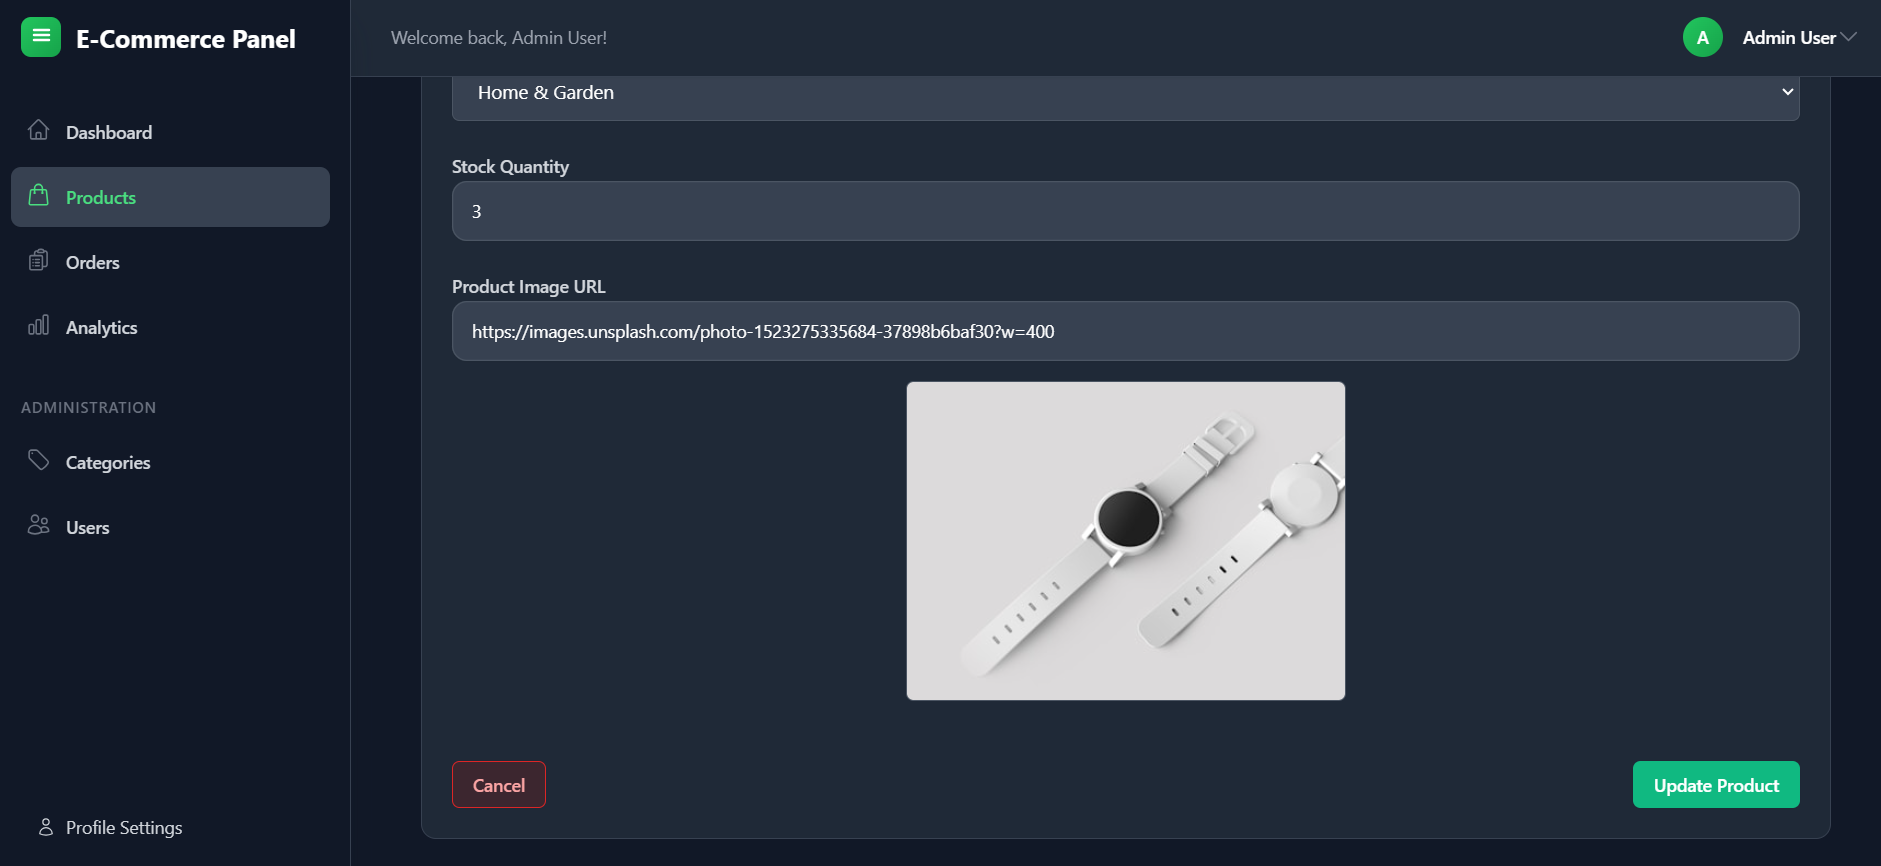 E-Commerce Panel
Welcome back, Admin User!
A
Admin User
Dashboard
Products
Orders
Analytics
ADMINISTRATION
Categories
Users
Profile Settings
Home & Garden
Stock Quantity
3
Product Image URL
https://images.unsplash.com/photo-1523275335684-37898b6baf30?w=400
Cancel
Update Product